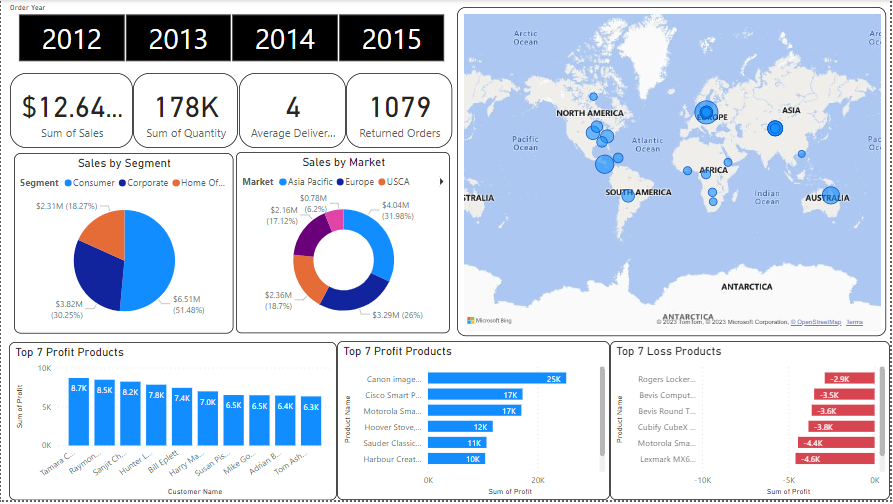 Order Year
2012 2013 2014 2015
$12.64... 178K 4 1079
Sum of Sales Sum of Quantity Average Deliver... Returned Orders
Sales by Segment
Segment Consumer Corporate Home Of...
$2.31M (18.27%)
$3.82M
(30.25%)
$6.51M
(51.48%)
Sales by Market
Market Asia Pacific Europe USCA
$0.78M
(6.2%)
$2.16M
(17.12%)
$4.04M
(31.98%)
$2.36M
(18.7%)
$3.29M (26%)
Arctic
Ocean
Arctic
Ocean
NORTH AMERICA
EUROPE
ASIA
Pacific
Ocean
Atlantic
Ocean
Pacific
Ocean
AFRICA
SOUTH AMERICA
Indian
Ocean
STRALIA
AUSTRALIA
ANTARCTICA
ANTARCTICA
Microsoft Bing
© 2023 TomTom, © 2023 Microsoft Corporation, © OpenStreetMap Terms
Top 7 Profit Products
Sum of Profit
10K
5K
0K
8.7K 8.5K 8.2K 7.8K 7.4K 7.0K 6.5K 6.5K 6.4K 6.3K
Tamara C... Raymon... Sanjit Ch... Hunter L... Bill Eplett Harry Ma... Susan Pis... Mike Go... Adrian B... Tom Ash...
Customer Name
Top 7 Profit Products
Product Name
Canon image... 25K
Cisco Smart P... 17K
Motorola Sma... 17K
Hoover Stove,... 12K
Sauder Classic... 11K
Harbour Creat... 10K
0K 20K
Sum of Profit
Top 7 Loss Products
Product Name
Rogers Locker... -2.9K
Bevis Comput... -3.5K
Bevis Round T... -3.6K
Cubify CubeX ... -3.8K
Motorola Sma... -4.4K
Lexmark MX6... -4.6K
-10K -5K 0K
Sum of Profit